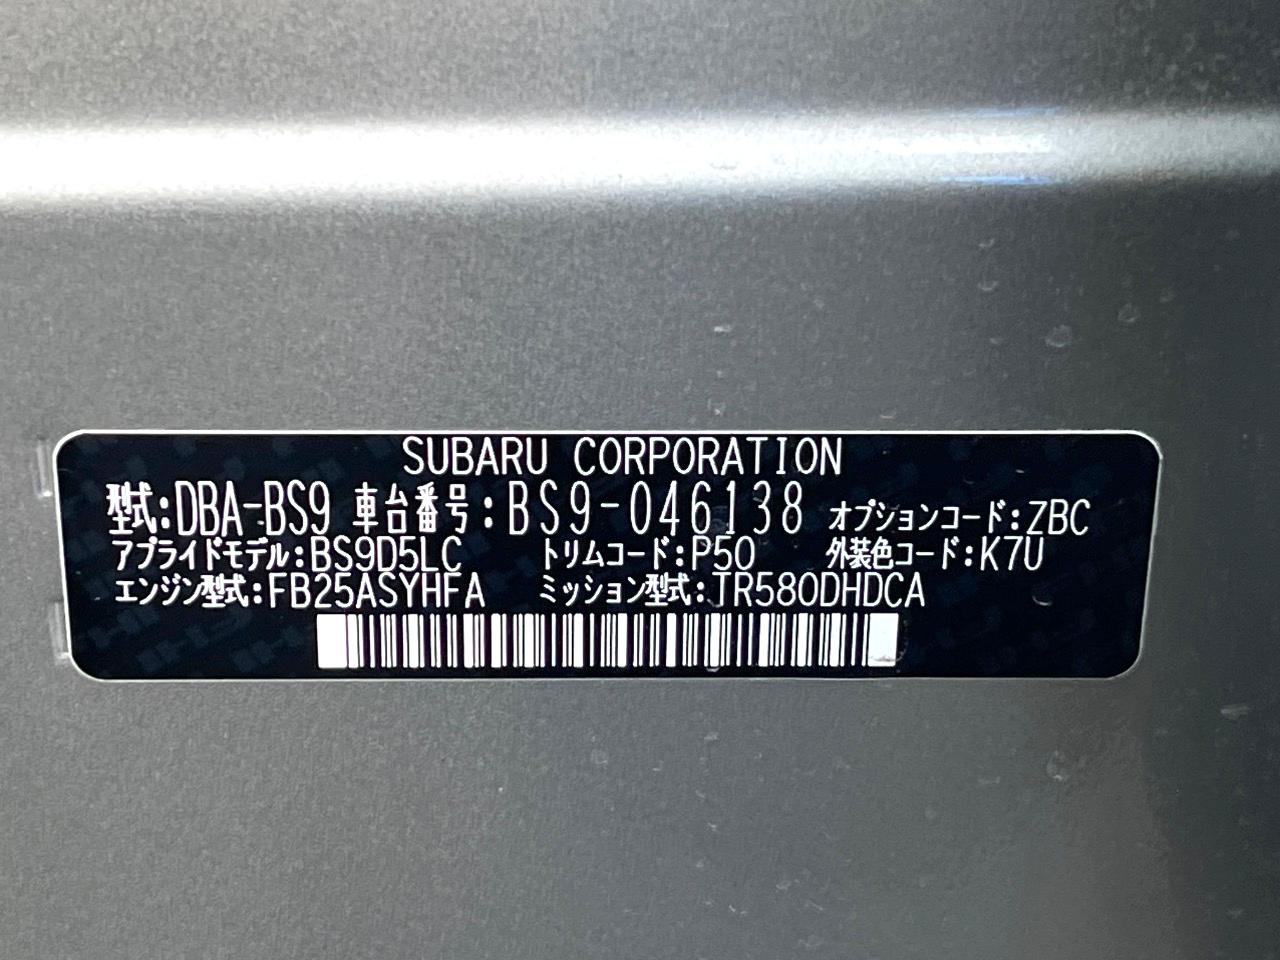 SUBARU CORPORATION
型式:DBA-BS9 車台番号:BS9-046138 オプションコード:ZBC
アプライドモデル:BS9D5LC トリムコード:P50 外装色コード:K7U
エンジン型式:FB25ASYHFA ミッション型式:TR580DHDCA